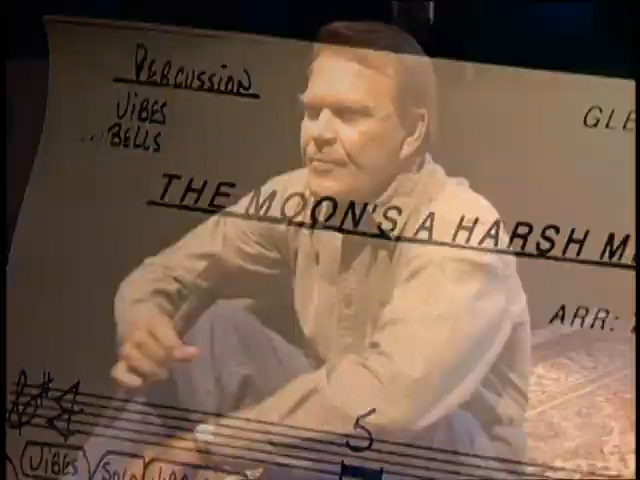 PERCUSSION
VIBES
BELLS
GLE
THE MOON'S A HARSH M
ARR:
5
VIBES